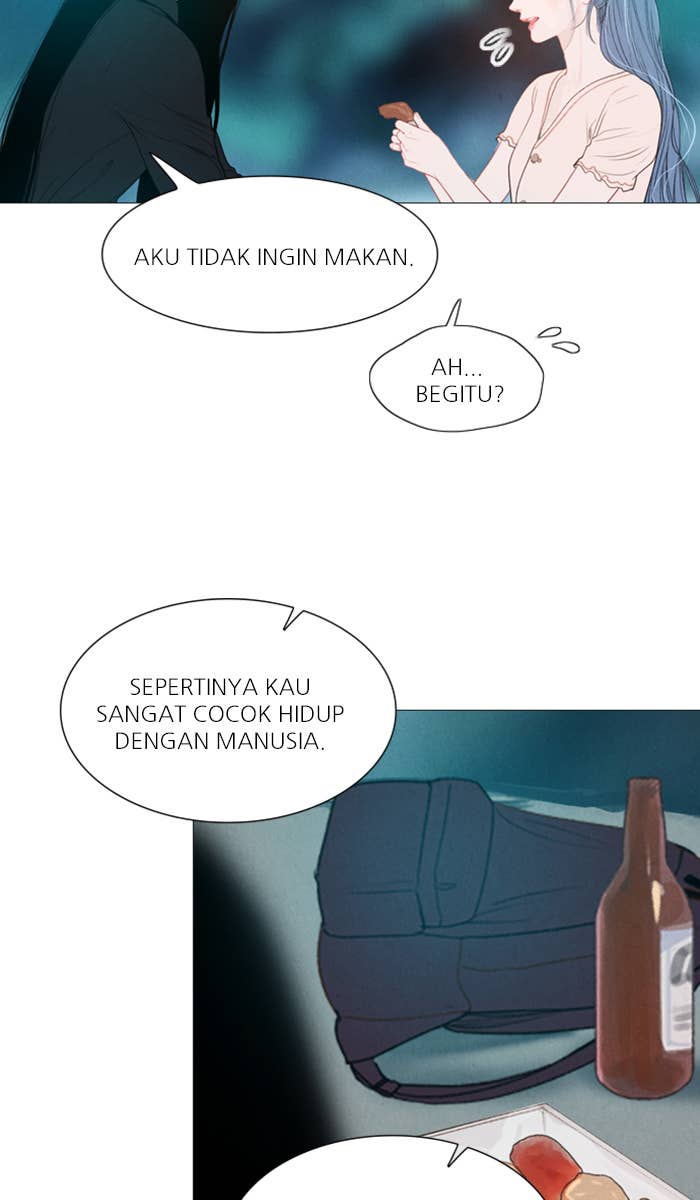 AKU TIDAK INGIN MAKAN.
AH...
BEGITU?
SEPERTINYA KAU
SANGAT COCOK HIDUP
DENGAN MANUSIA.